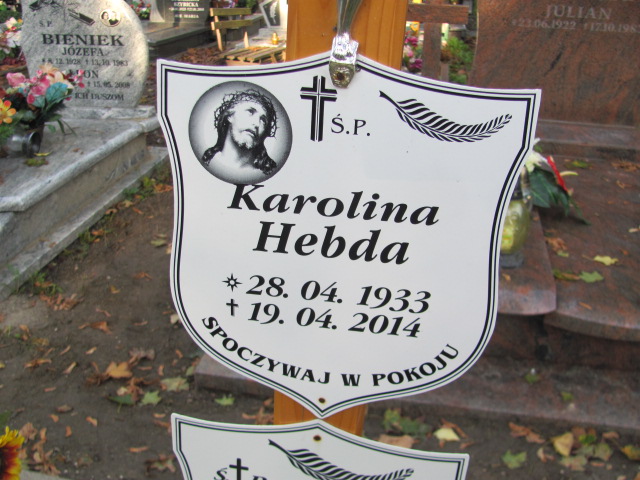 Ś.P.
BIENIEK
JÓZEFA
JULIAN
Ś.P.
Karolina
Hebda
28. 04. 1933
19. 04. 2014
SPOCZYWAJ W POKOJU